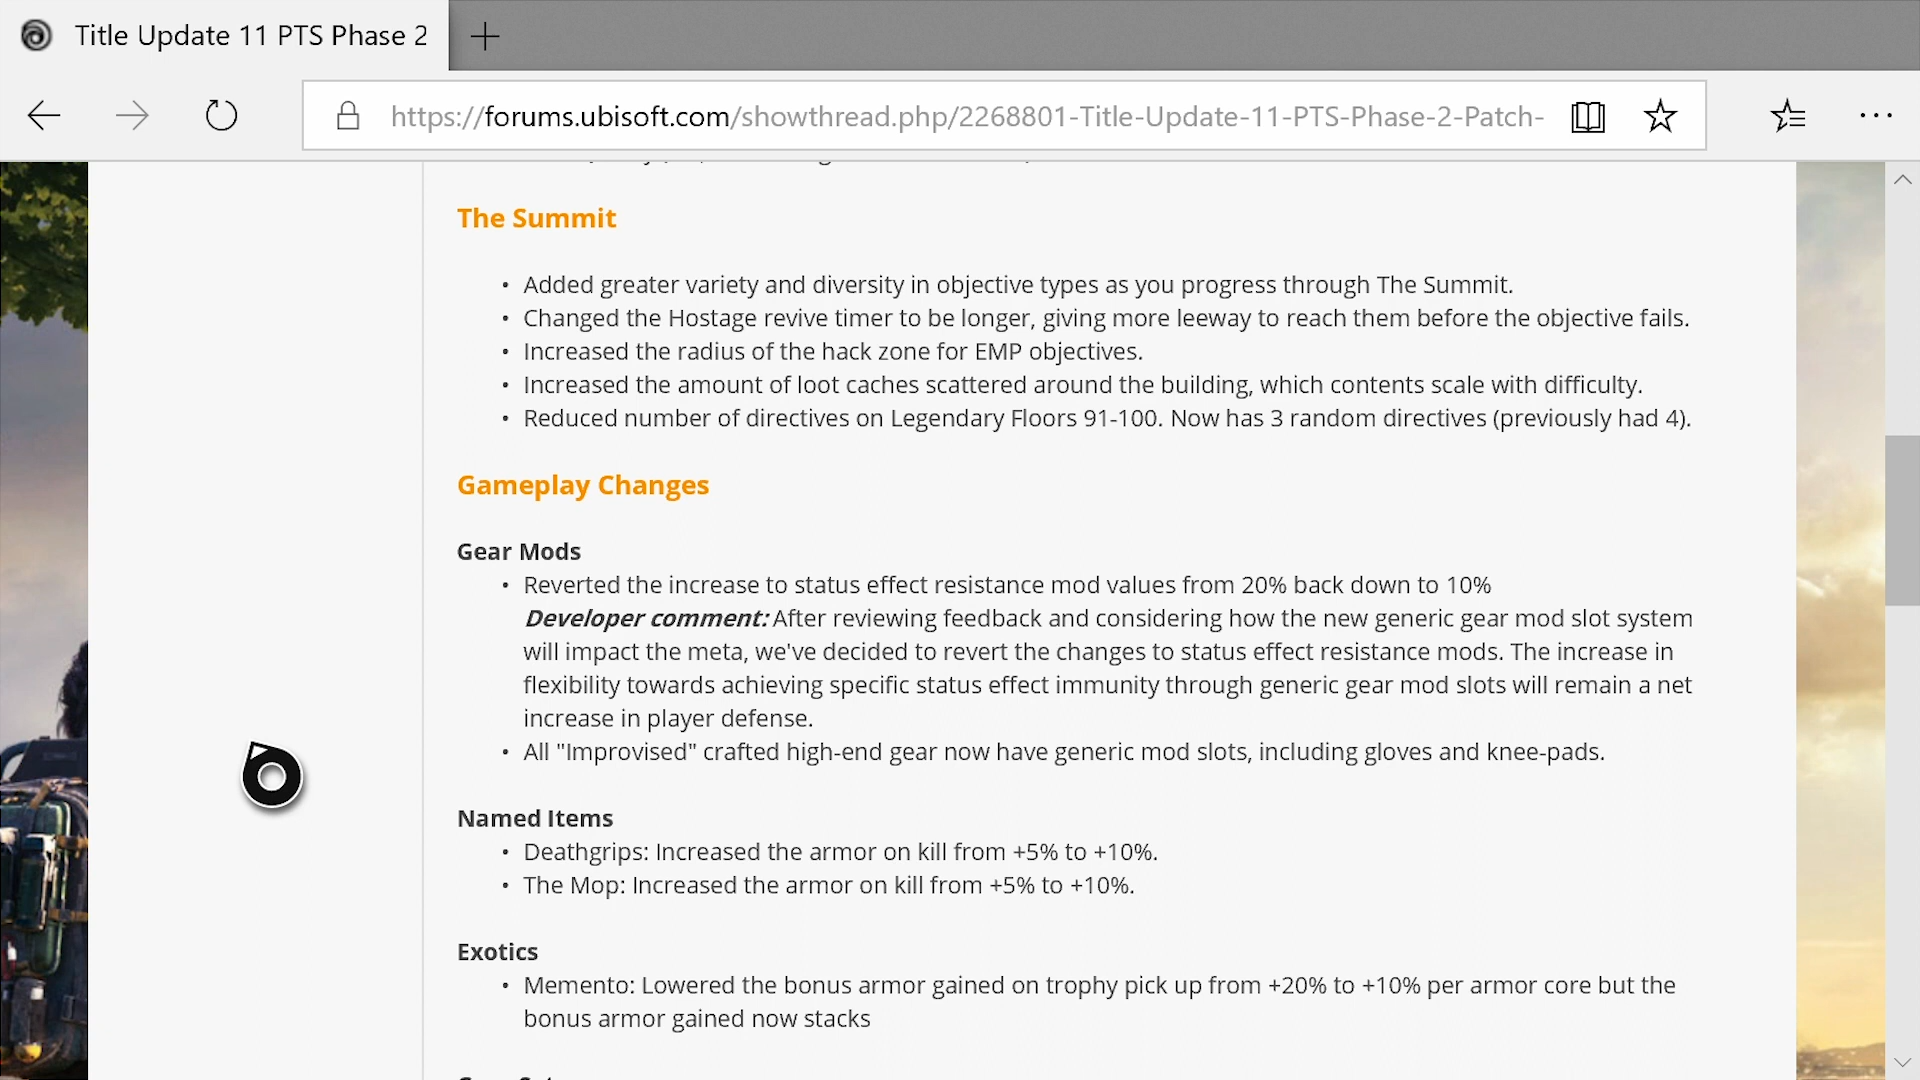 Title Update 11 PTS Phase 2
https://forums.ubisoft.com/showthread.php/2268801-Title-Update-11-PTS-Phase-2-Patch-
The Summit
• Added greater variety and diversity in objective types as you progress through The Summit.
• Changed the Hostage revive timer to be longer, giving more leeway to reach them before the objective fails.
• Increased the radius of the hack zone for EMP objectives.
• Increased the amount of loot caches scattered around the building, which contents scale with difficulty.
• Reduced number of directives on Legendary Floors 91-100. Now has 3 random directives (previously had 4).
Gameplay Changes
Gear Mods
• Reverted the increase to status effect resistance mod values from 20% back down to 10%
Developer comment: After reviewing feedback and considering how the new generic gear mod slot system
will impact the meta, we've decided to revert the changes to status effect resistance mods. The increase in
flexibility towards achieving specific status effect immunity through generic gear mod slots will remain a net
increase in player defense.
• All "Improvised" crafted high-end gear now have generic mod slots, including gloves and knee-pads.
Named Items
• Deathgrips: Increased the armor on kill from +5% to +10%.
• The Mop: Increased the armor on kill from +5% to +10%.
Exotics
• Memento: Lowered the bonus armor gained on trophy pick up from +20% to +10% per armor core but the
bonus armor gained now stacks